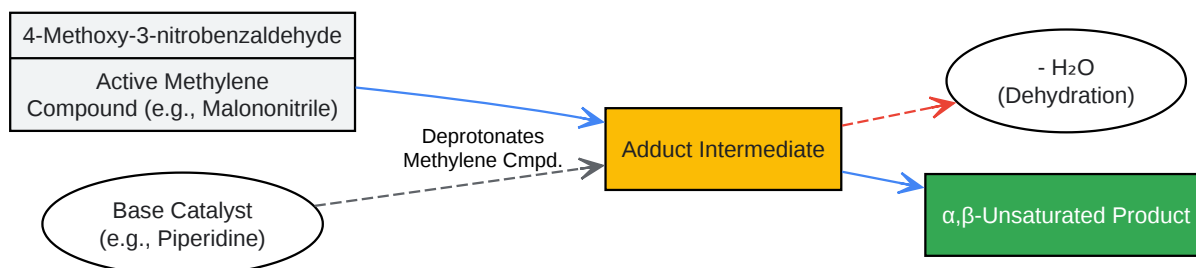 4-Methoxy-3-nitrobenzaldehyde
Active Methylene
Compound (e.g., Malononitrile)
Deprotonates
Methylene Cmpd.
Base Catalyst
(e.g., Piperidine)
Adduct Intermediate
- H₂O
(Dehydration)
α,β-Unsaturated Product